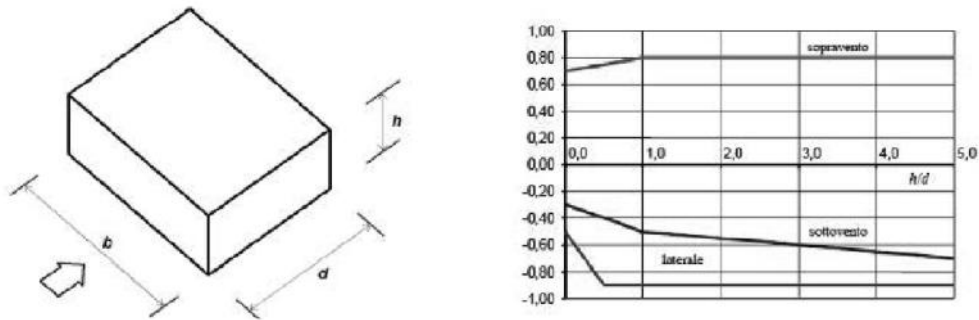 h
b
d
1,00
0,80
0,60
0,40
0,20
0,00
-0,20
-0,40
-0,60
-0,80
-1,00
0,0 1,0 2,0 3,0 4,0 5,0
h/d
sopravento
sottovento
laterale